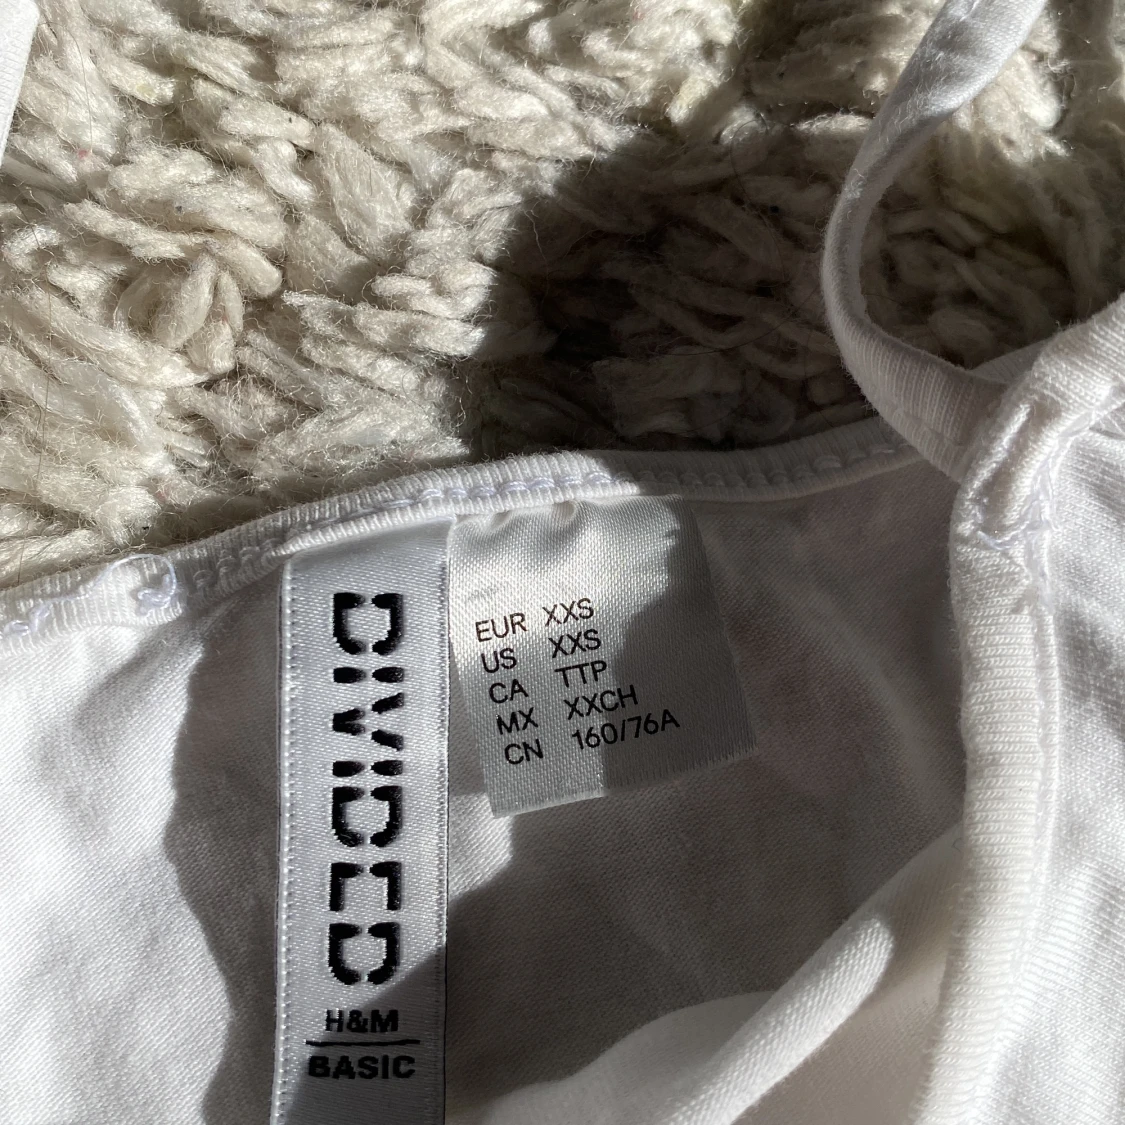 DIVIDED
H&M
BASIC
EUR XXS
US XXS
CA TTP
MX XXCH
CN 160/76A